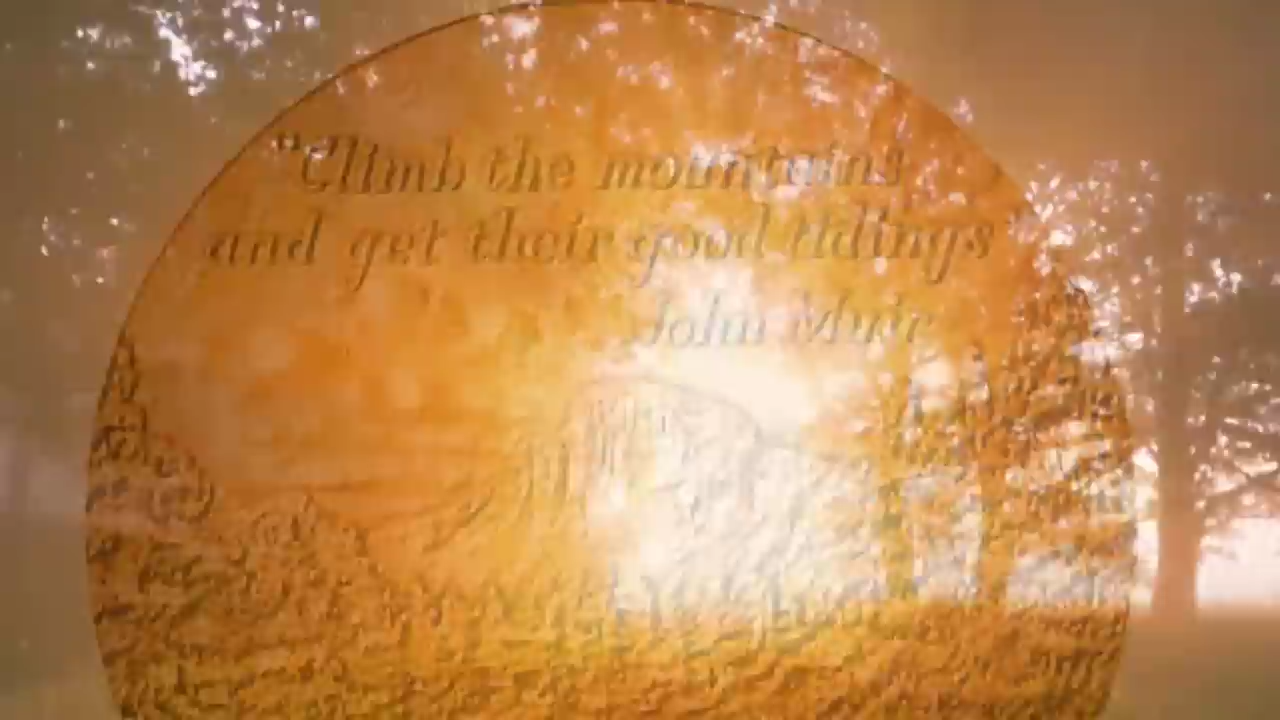 "Climb the mountains
and get their good tidings"
John Muir